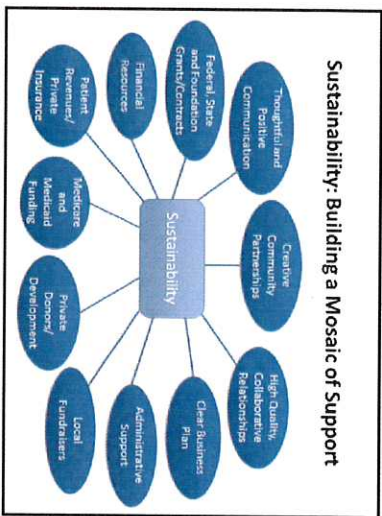 Sustainability: Building a Mosaic of Support
Creative
Community
Partnerships
High Quality,
Collaborative
Relationships
Clear Business
Plan
Administrative
Support
Local
Fundraisers
Private
Donors/
Development
Medicare
and
Medicaid
Funding
Patient
Revenues/
Private
Insurance
Financial
Resources
Federal, State
and Foundation
Grants/Contracts
Thoughtful and
Positive
Communication
Sustainability